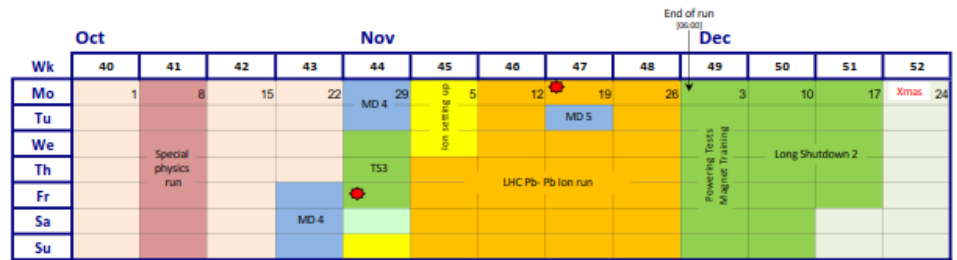 End of run
[06:00]
Oct Nov Dec
Wk 40 41 42 43 44 45 46 47 48 49 50 51 52
Mo 1 8 15 22 29 5 12 19 26 3 10 17 Xmas 24
MD 4
Ion setting up
Tu MD 5
We
Special
physics
run
Powering Tests
Magnet Training
Long Shutdown 2
Th TS3 LHC Pb- Pb Ion run
Fr
Sa MD 4
Su